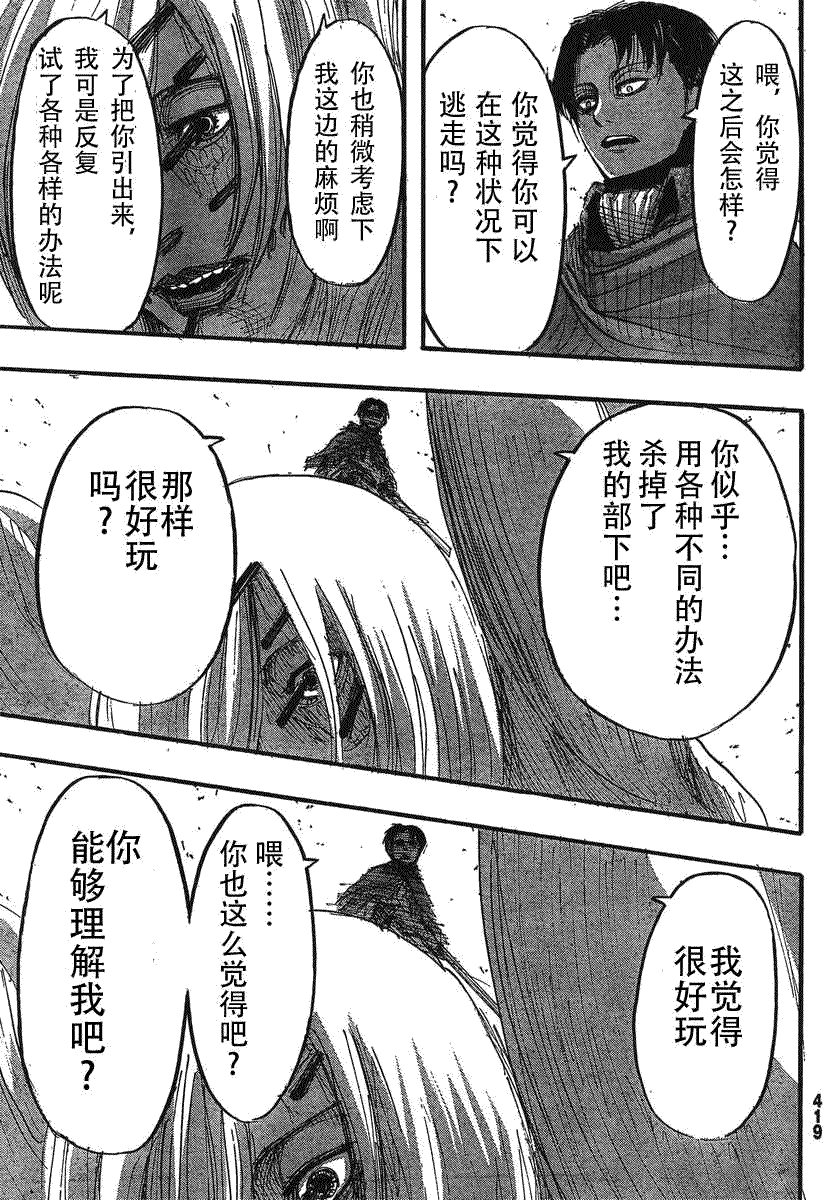 喂，你觉得
这之后会怎样？
你觉得你可以
在这种状况下
逃走吗？
你也稍微考虑下
我这边的麻烦啊
为了把你引出来，
我可是反复
试了各种各样的办法呢
你似乎…
用各种不同的办法
杀掉了
我的部下吧…
那样
很好玩
吗？
我觉得
很好玩
喂……
你也这么觉得吧？
你
能够理解我吧？
419